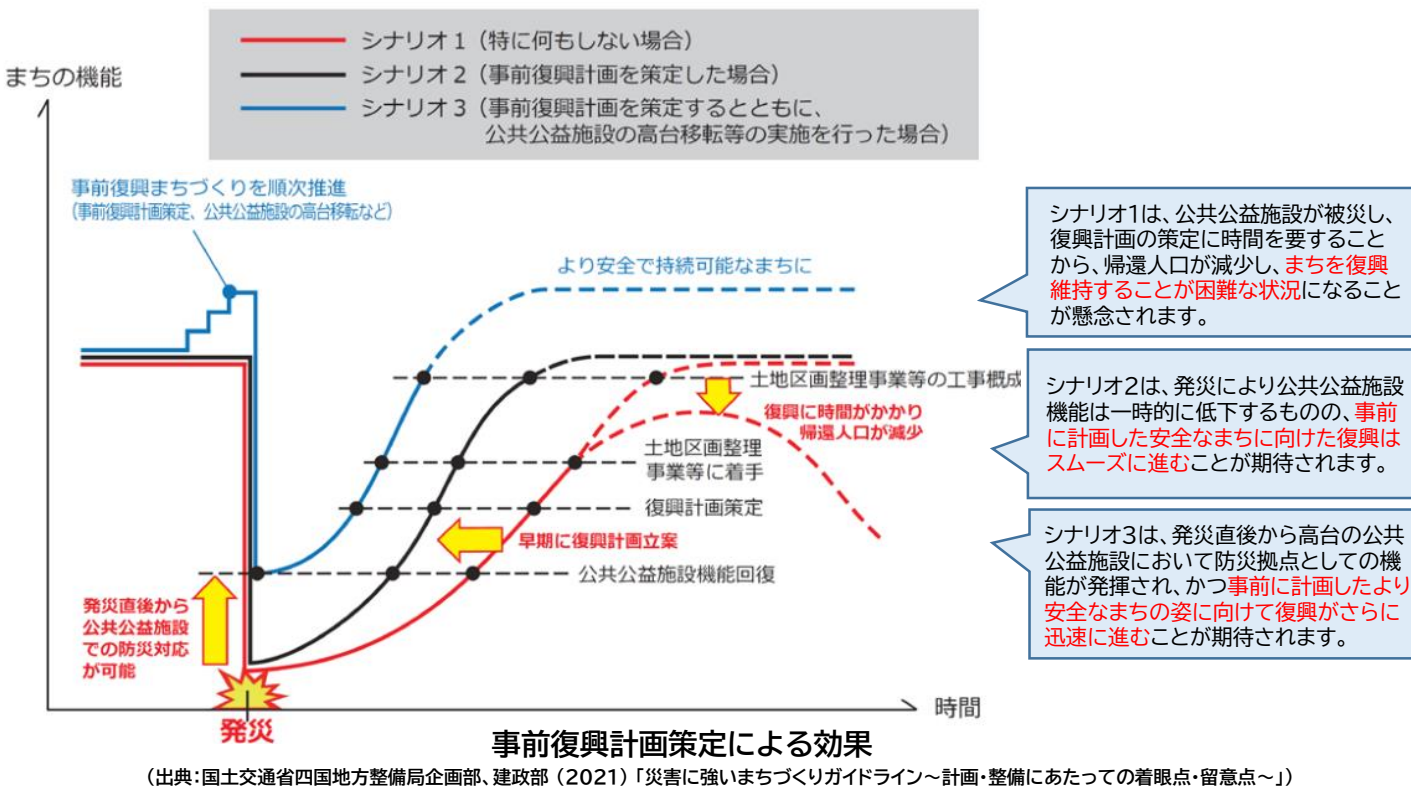 シナリオ1（特に何もしない場合）
シナリオ2（事前復興計画を策定した場合）
シナリオ3（事前復興計画を策定するとともに、
公共公益施設の高台移転等の実施を行った場合）
まちの機能
事前復興まちづくりを順次推進
（事前復興計画策定、公共公益施設の高台移転など）
より安全で持続可能なまちに
土地区画整理事業等の工事概成
復興に時間がかかり
帰還人口が減少
土地区画整理
事業等に着手
復興計画策定
早期に復興計画立案
公共公益施設機能回復
発災直後から
公共公益施設
での防災対応
が可能
発災
時間
シナリオ1は、公共公益施設が被災し、
復興計画の策定に時間を要すること
から、帰還人口が減少し、まちを復興
維持することが困難な状況になること
が懸念されます。
シナリオ2は、発災により公共公益施設
機能は一時的に低下するものの、事前
に計画した安全なまちに向けた復興は
スムーズに進むことが期待されます。
シナリオ3は、発災直後から高台の公共
公益施設において防災拠点としての機
能が発揮され、かつ事前に計画したより
安全なまちの姿に向けて復興がさらに
迅速に進むことが期待されます。
事前復興計画策定による効果
（出典：国土交通省四国地方整備局企画部、建政部（2021）「災害に強いまちづくりガイドライン～計画・整備にあたっての着眼点・留意点～」）